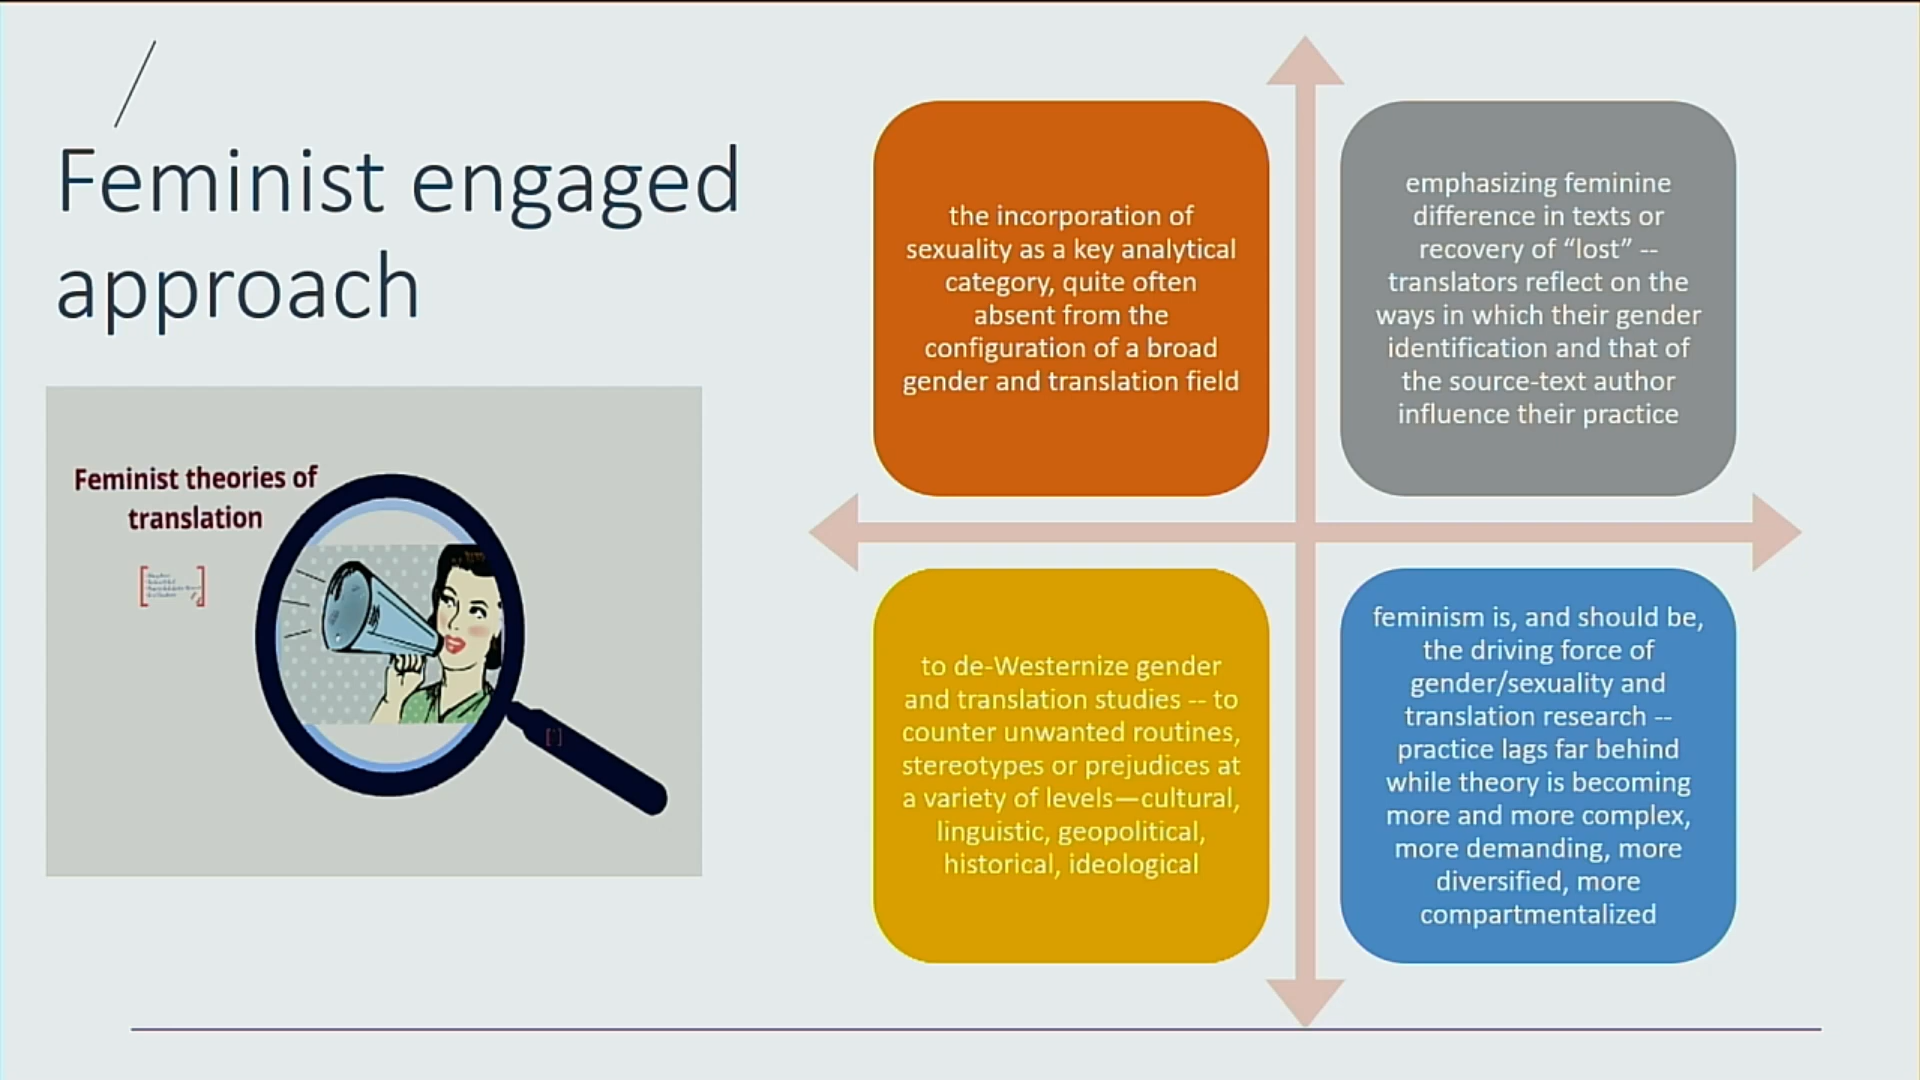 Feminist engaged
approach
Feminist theories of
translation
the incorporation of
sexuality as a key analytical
category, quite often
absent from the
configuration of a broad
gender and translation field
emphasizing feminine
difference in texts or
recovery of “lost” --
translators reflect on the
ways in which their gender
identification and that of
the source-text author
influence their practice
to de-Westernize gender
and translation studies -- to
counter unwanted routines,
stereotypes or prejudices at
a variety of levels—cultural,
linguistic, geopolitical,
historical, ideological
feminism is, and should be,
the driving force of
gender/sexuality and
translation research --
practice lags far behind
while theory is becoming
more and more complex,
more demanding, more
diversified, more
compartmentalized